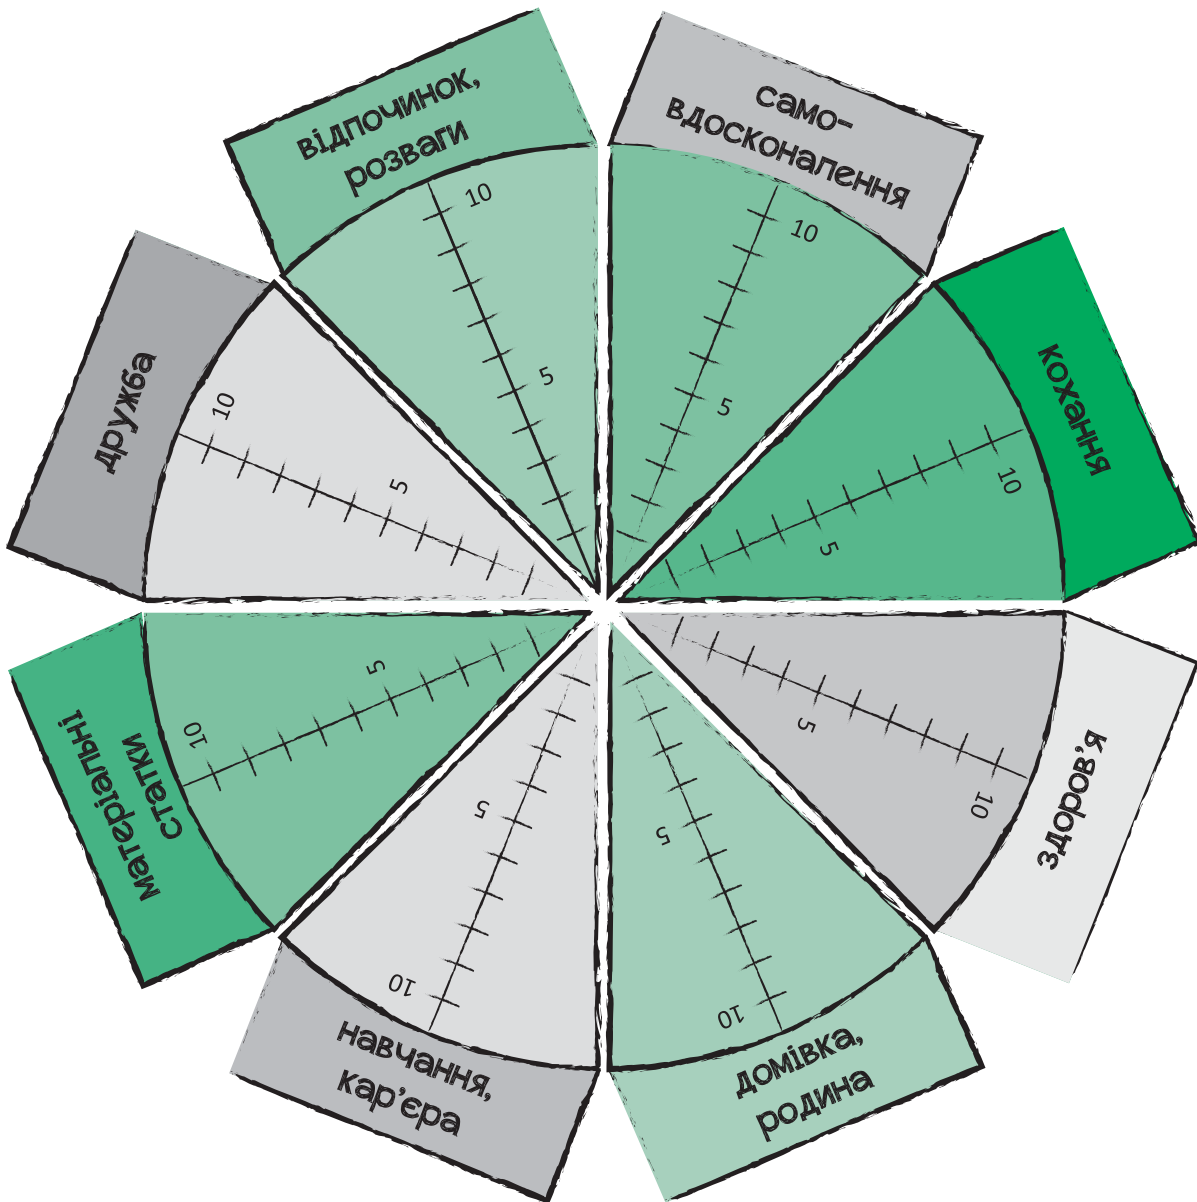 відпочинок,
розваги
10
5
само-
вдосконалення
10
5
кохання
10
5
здоров'я
10
5
домівка,
родина
10
5
навчання,
кар'єра
10
5
матеріальні
статки
10
5
дружба
10
5